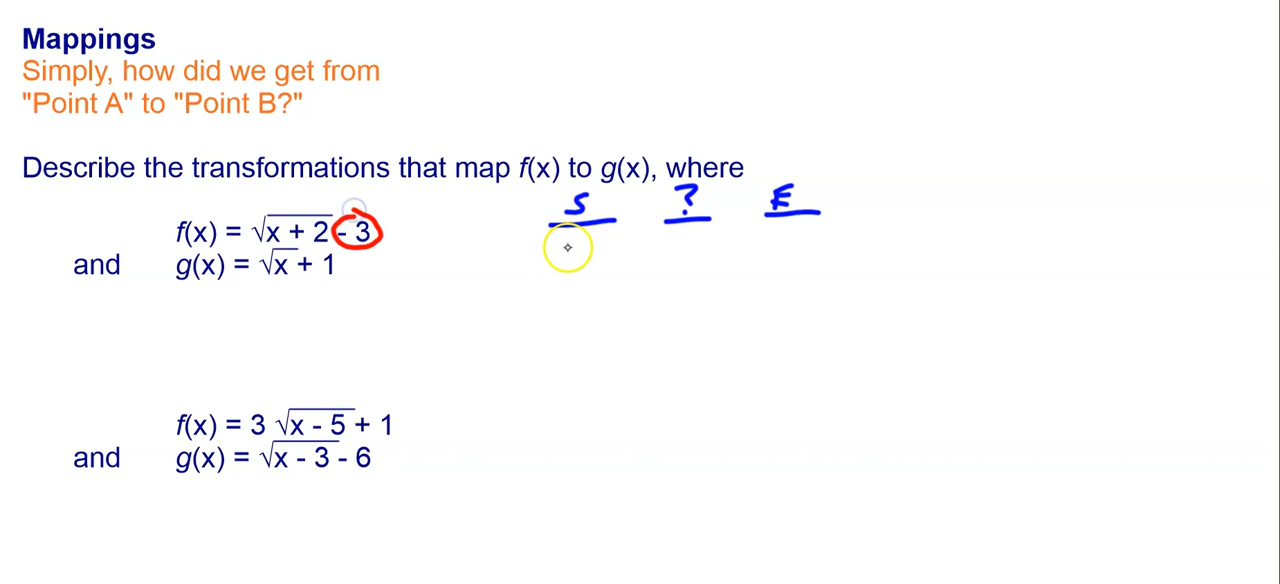 Mappings
Simply, how did we get from
"Point A" to "Point B?"
Describe the transformations that map f(x) to g(x), where
S ? E
f(x) = √x + 2 - 3
and g(x) = √x + 1
f(x) = 3 √x - 5 + 1
and g(x) = √x - 3 - 6